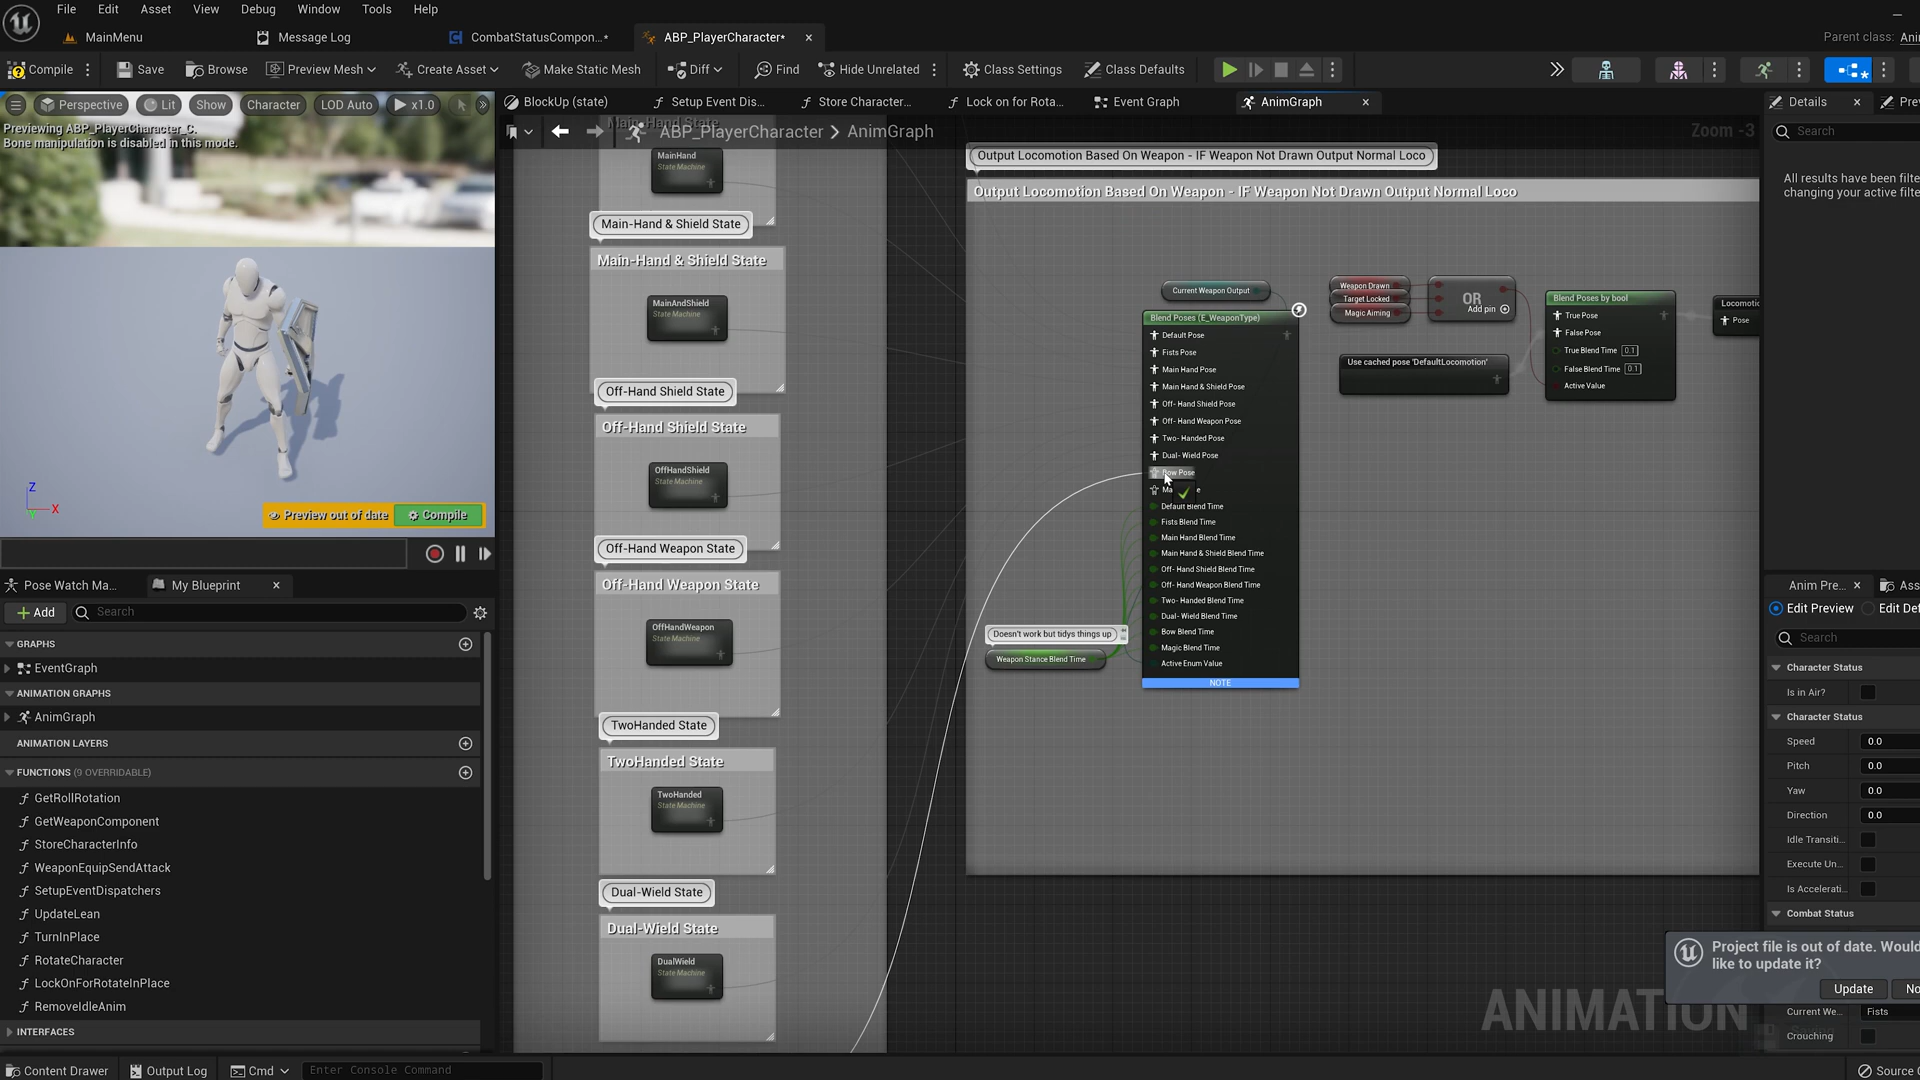 File Edit Asset View Debug Window Tools Help
MainMenu
Message Log
CombatStatusCompon...*
ABP_PlayerCharacter*
Parent class: Ani
Compile
Save
Browse
Preview Mesh
Create Asset
Make Static Mesh
Diff
Find
Hide Unrelated
Class Settings
Class Defaults
Perspective
Lit
Show
Character
LOD Auto
x1.0
Previewing ABP_PlayerCharacter_C.
Bone manipulation is disabled in this mode.
Z
X
Preview out of date
Compile
Pose Watch Ma...
My Blueprint
Add
Search
GRAPHS
EventGraph
ANIMATION GRAPHS
AnimGraph
ANIMATION LAYERS
FUNCTIONS (9 OVERRIDABLE)
GetRollRotation
GetWeaponComponent
StoreCharacterInfo
WeaponEquipSendAttack
SetupEventDispatchers
UpdateLean
TurnInPlace
RotateCharacter
LockOnForRotateInPlace
RemoveIdleAnim
INTERFACES
Content Drawer
Output Log
Cmd
Enter Console Command
BlockUp (state)
Setup Event Dis...
Store Character...
Lock on for Rota...
Event Graph
AnimGraph
ABP_PlayerCharacter > AnimGraph
Zoom -3
Main-Hand State
MainHand
State Machine
Main-Hand & Shield State
Main-Hand & Shield State
MainAndShield
State Machine
Off-Hand Shield State
Off-Hand Shield State
OffHandShield
State Machine
Off-Hand Weapon State
Off-Hand Weapon State
OffHandWeapon
State Machine
TwoHanded State
TwoHanded State
TwoHanded
State Machine
Dual-Wield State
Dual-Wield State
DualWield
State Machine
Output Locomotion Based On Weapon - IF Weapon Not Drawn Output Normal Loco
Output Locomotion Based On Weapon - IF Weapon Not Drawn Output Normal Loco
Current Weapon Output
Blend Poses (E_WeaponType)
Default Pose
Fists Pose
Main Hand Pose
Main Hand & Shield Pose
Off- Hand Shield Pose
Off- Hand Weapon Pose
Two- Handed Pose
Dual- Wield Pose
Bow Pose
Default Blend Time
Fists Blend Time
Main Hand Blend Time
Main Hand & Shield Blend Time
Off- Hand Shield Blend Time
Off- Hand Weapon Blend Time
Two- Handed Blend Time
Dual- Wield Blend Time
Bow Blend Time
Magic Blend Time
Active Enum Value
NOTE
Doesn't work but tidys things up
Weapon Stance Blend Time
Weapon Drawn
Target Locked
Magic Aiming
OR
Add pin
Use cached pose 'DefaultLocomotion'
Blend Poses by bool
True Pose
False Pose
True Blend Time 0.1
False Blend Time 0.1
Active Value
Locomotio
Pose
ANIMATION
Details
Pre
Search
All results have been filte
changing your active filte
Anim Pre...
Ass
Edit Preview
Edit Def
Search
Character Status
Is in Air?
Character Status
Speed 0.0
Pitch 0.0
Yaw 0.0
Direction 0.0
Idle Transiti...
Execute Un...
Is Accelerati...
Combat Status
Project file is out of date. Would
like to update it?
Update
No
Current We... Fists
Crouching
Source C